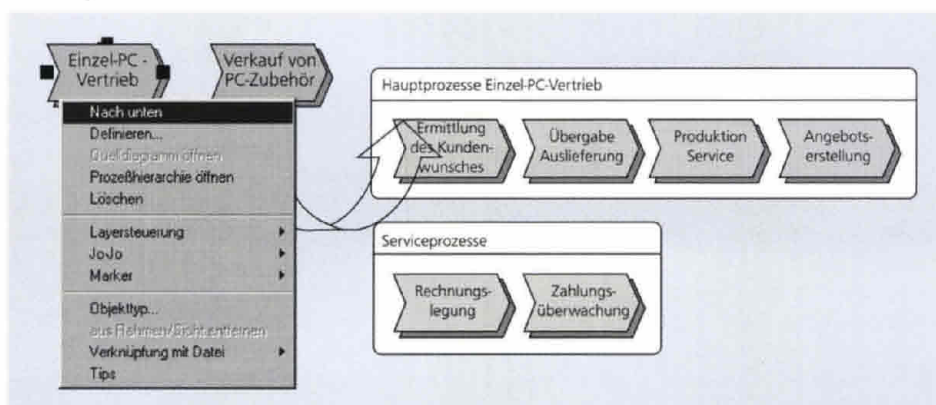 Einzel-PC -
Vertrieb
Verkauf von
PC-Zubehör
Nach unten
Definieren...
Quelldiagramm öffnen
Prozeßhierarchie öffnen
Löschen
Layersteuerung
JoJo
Marker
Objekttyp...
aus Rahmen/Sicht entfernen
Verknüpfung mit Datei
Tips
Hauptprozesse Einzel-PC-Vertrieb
Ermittlung
des Kunden-
wunsches
Übergabe
Auslieferung
Produktion
Service
Angebots-
erstellung
Serviceprozesse
Rechnungs-
legung
Zahlungs-
überwachung